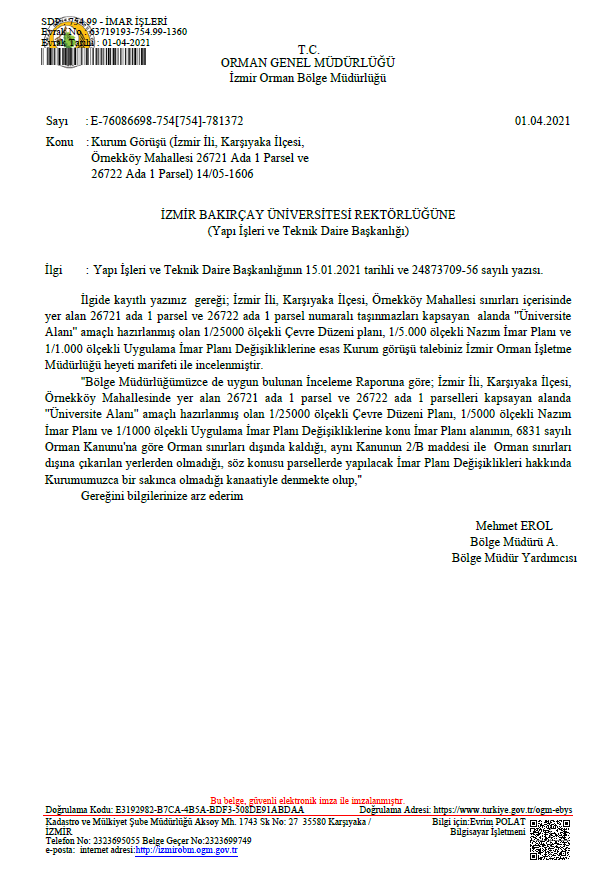 SDP : 754.99 - İMAR İŞLERİ
Evrak No : 63719193-754.99-1360
Evrak Tarihi : 01-04-2021
T.C.
ORMAN GENEL MÜDÜRLÜĞÜ
İzmir Orman Bölge Müdürlüğü
Sayı : E-76086698-754[754]-781372 01.04.2021
Konu : Kurum Görüşü (İzmir İli, Karşıyaka İlçesi,
Örnekköy Mahallesi 26721 Ada 1 Parsel ve
26722 Ada 1 Parsel) 14/05-1606
İZMİR BAKIRÇAY ÜNİVERSİTESİ REKTÖRLÜĞÜNE
(Yapı İşleri ve Teknik Daire Başkanlığı)
İlgi : Yapı İşleri ve Teknik Daire Başkanlığının 15.01.2021 tarihli ve 24873709-56 sayılı yazısı.
İlgide kayıtlı yazınız gereği; İzmir İli, Karşıyaka İlçesi, Örnekköy Mahallesi sınırları içerisinde
yer alan 26721 ada 1 parsel ve 26722 ada 1 parsel numaralı taşınmazları kapsayan alanda "Üniversite
Alanı" amaçlı hazırlanmış olan 1/25000 ölçekli Çevre Düzeni planı, 1/5.000 ölçekli Nazım İmar Planı ve
1/1.000 ölçekli Uygulama İmar Planı Değişikliklerine esas Kurum görüşü talebiniz İzmir Orman İşletme
Müdürlüğü heyeti marifeti ile incelenmiştir.
"Bölge Müdürlüğümüzce de uygun bulunan İnceleme Raporuna göre; İzmir İli, Karşıyaka İlçesi,
Örnekköy Mahallesinde yer alan 26721 ada 1 parsel ve 26722 ada 1 parselleri kapsayan alanda
"Üniversite Alanı" amaçlı hazırlanmış olan 1/25000 ölçekli Çevre Düzeni Planı, 1/5000 ölçekli Nazım
İmar Planı ve 1/1000 ölçekli Uygulama İmar Planı Değişikliklerine konu İmar Planı alanının, 6831 sayılı
Orman Kanunu'na göre Orman sınırları dışında kaldığı, aynı Kanunun 2/B maddesi ile Orman sınırları
dışına çıkarılan yerlerden olmadığı, söz konusu parsellerde yapılacak İmar Planı Değişiklikleri hakkında
Kurumumuzca bir sakınca olmadığı kanaatiyle denmekte olup,"
Gereğini bilgilerinize arz ederim
Mehmet EROL
Bölge Müdürü A.
Bölge Müdür Yardımcısı
Bu belge, güvenli elektronik imza ile imzalanmıştır.
Doğrulama Kodu: E3192982-B7CA-4B5A-BDF3-508DE91ABDAA Doğrulama Adresi: https://www.turkiye.gov.tr/ogm-ebys
Kadastro ve Mülkiyet Şube Müdürlüğü Aksoy Mh. 1743 Sk No: 27 35580 Karşıyaka / Bilgi için:Evrim POLAT
İZMİR Bilgisayar İşletmeni
Telefon No: 2323695055 Belge Geçer No:2323699749
e-posta: internet adresi:http://izmirobm.ogm.gov.tr